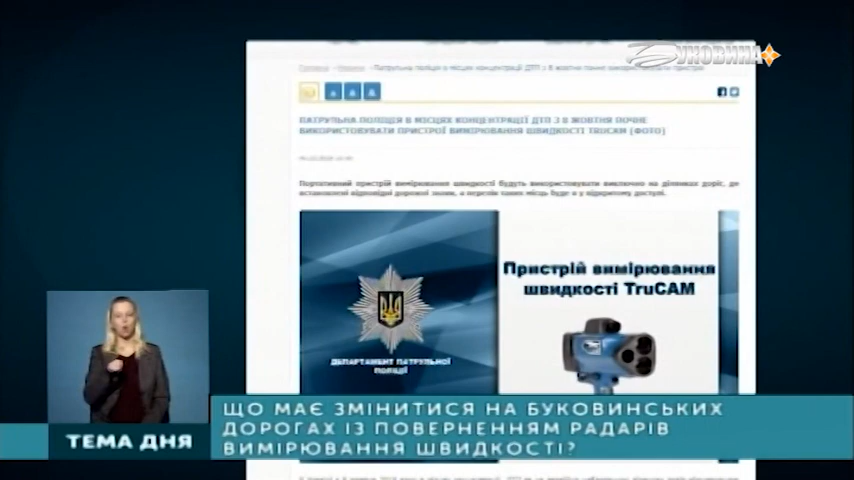 БУКОВИНА
ПАТРУЛЬНА ПОЛІЦІЯ В МІСЦЯХ КОНЦЕНТРАЦІЇ ДТП З 8 ЖОВТНЯ ПОЧНЕ
ВИКОРИСТОВУВАТИ ПРИСТРОЇ ВИМІРЮВАННЯ ШВИДКОСТІ TRUCAM (ФОТО)
Портативний пристрій вимірювання швидкості будуть використовувати виключно на ділянках доріг, де
встановлені відповідні дорожні знаки, а перелік таких місць буде у відкритому доступі.
Пристрій вимірювання
швидкості TruCAM
ДЕПАРТАМЕНТ ПАТРУЛЬНОЇ
ПОЛІЦІЇ
ЩО МАЄ ЗМІНИТИСЯ НА БУКОВИНСЬКИХ
ДОРОГАХ ІЗ ПОВЕРНЕННЯМ РАДАРІВ
ВИМІРЮВАННЯ ШВИДКОСТІ?
ТЕМА ДНЯ